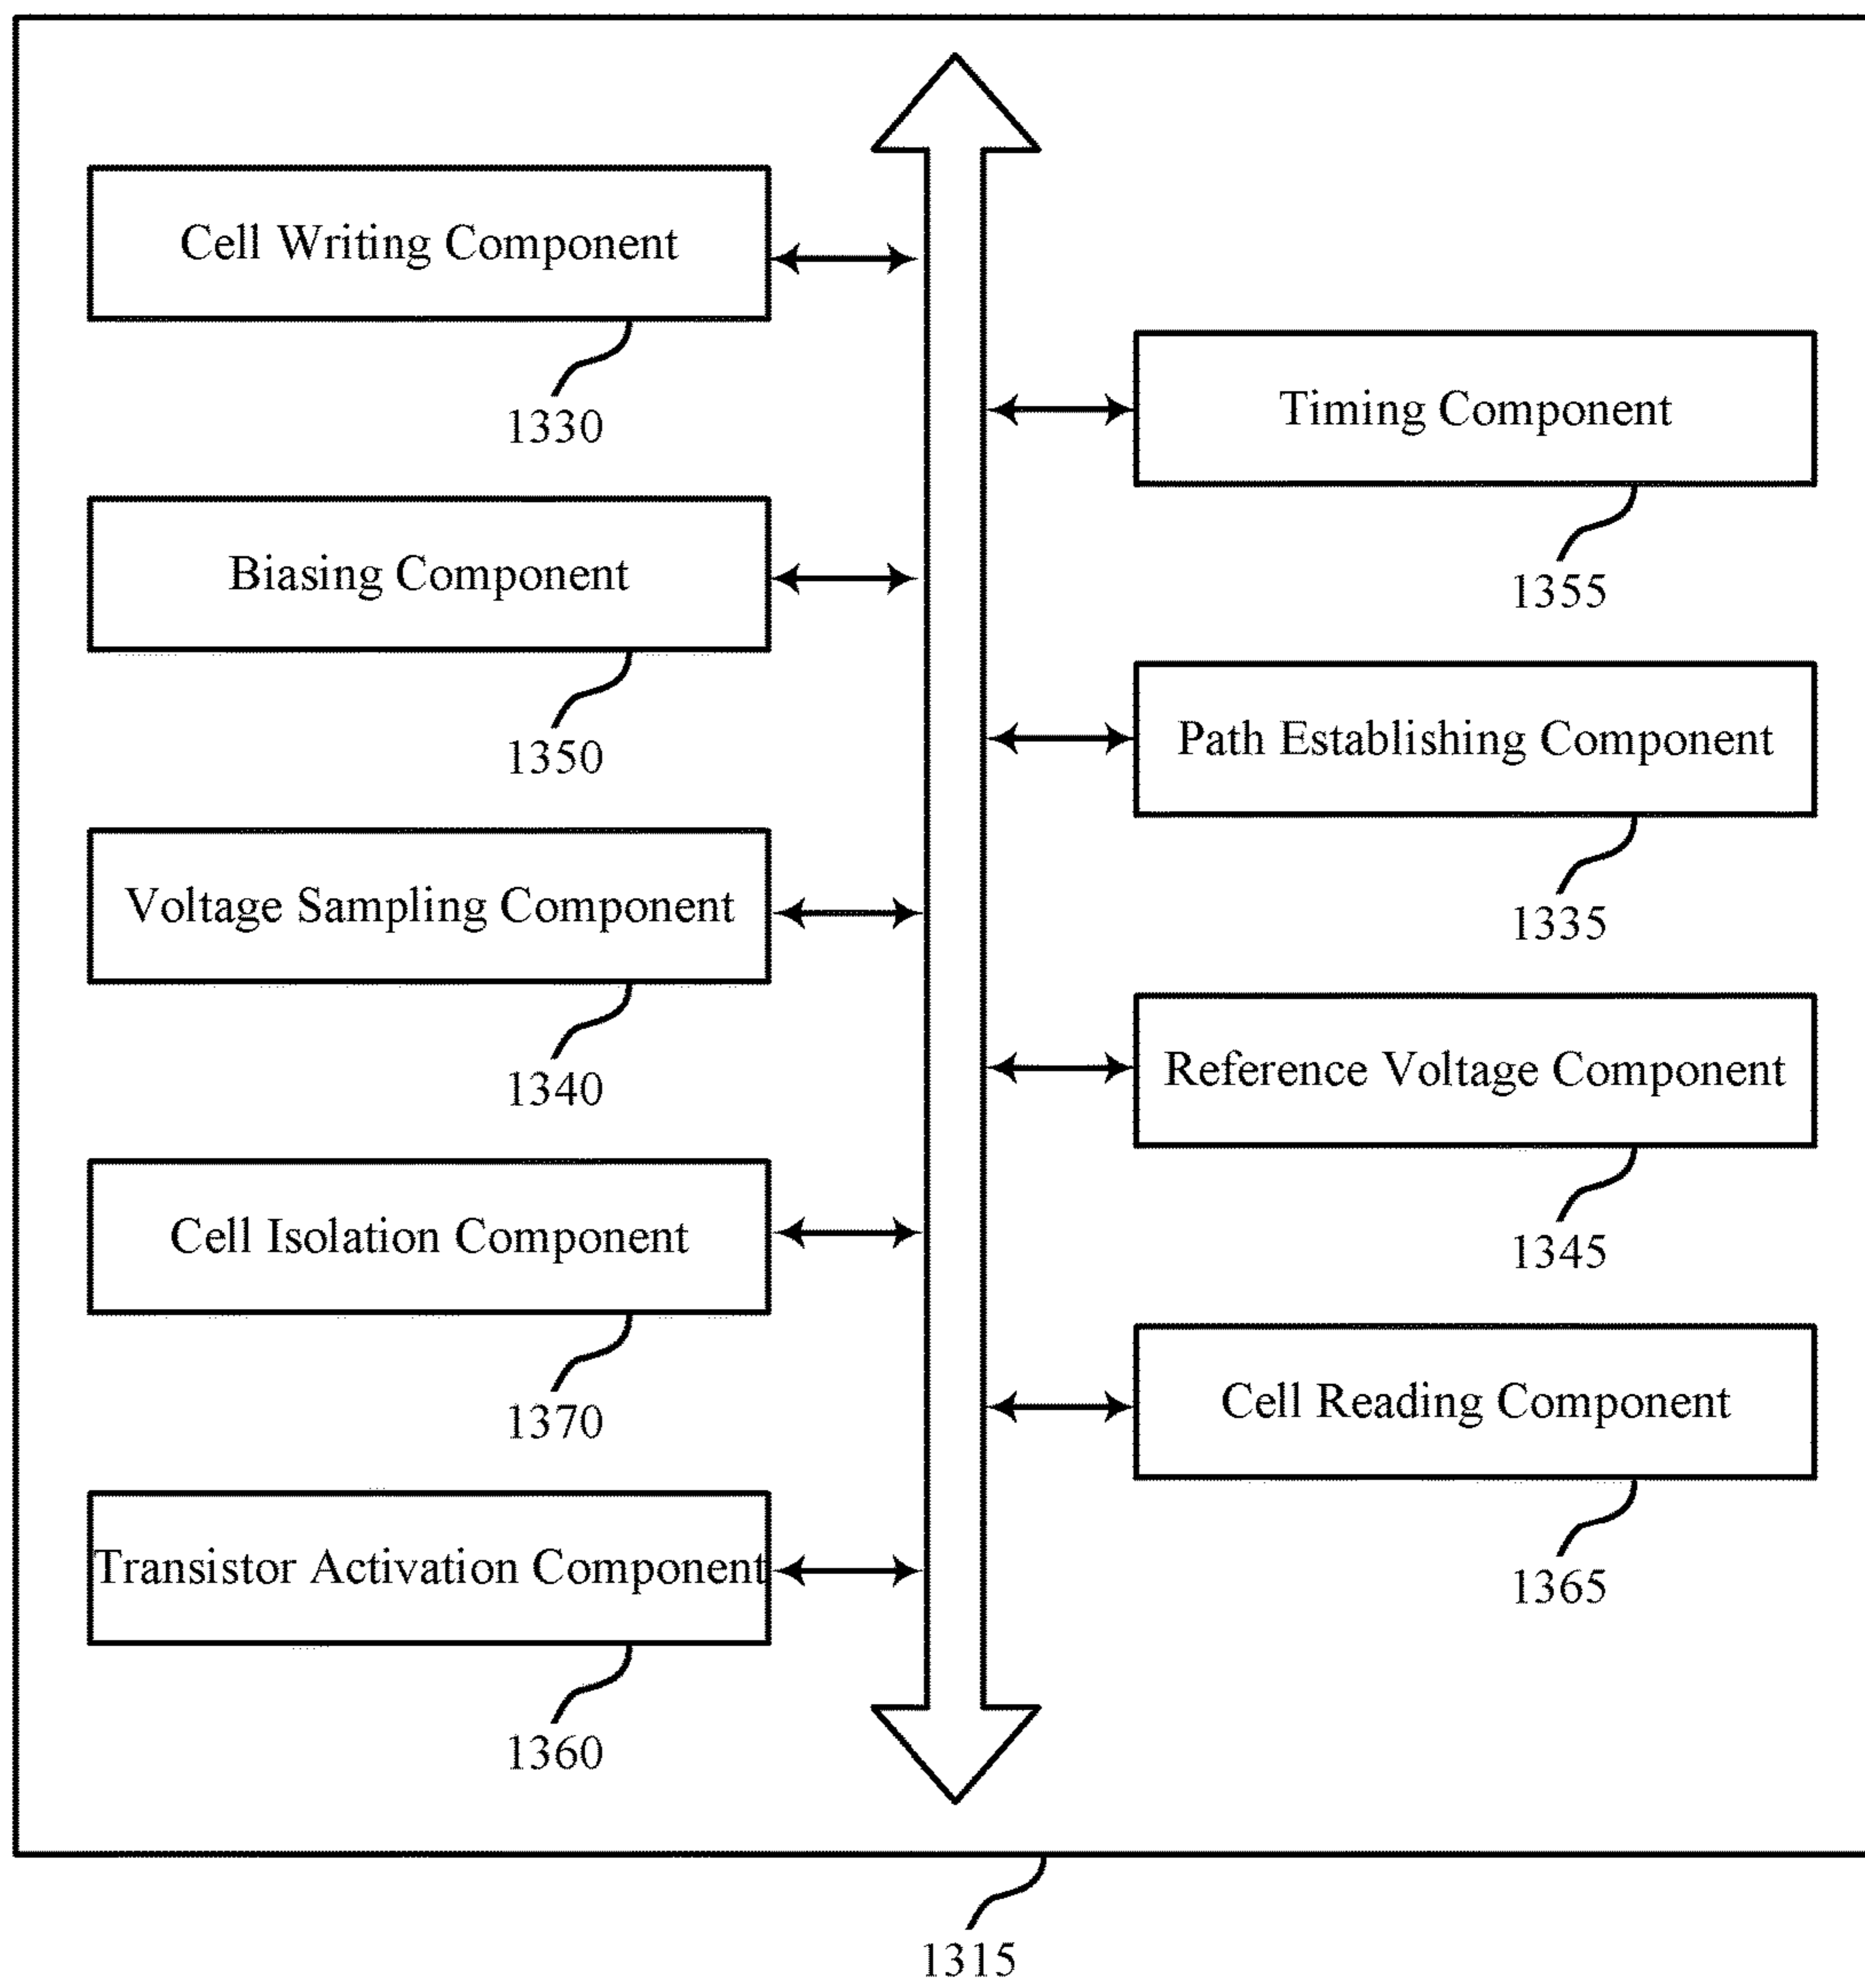 Cell Writing Component
1330
Timing Component
1355
Biasing Component
1350
Path Establishing Component
1335
Voltage Sampling Component
1340
Reference Voltage Component
1345
Cell Isolation Component
1370
Cell Reading Component
1365
Transistor Activation Component
1360
1315